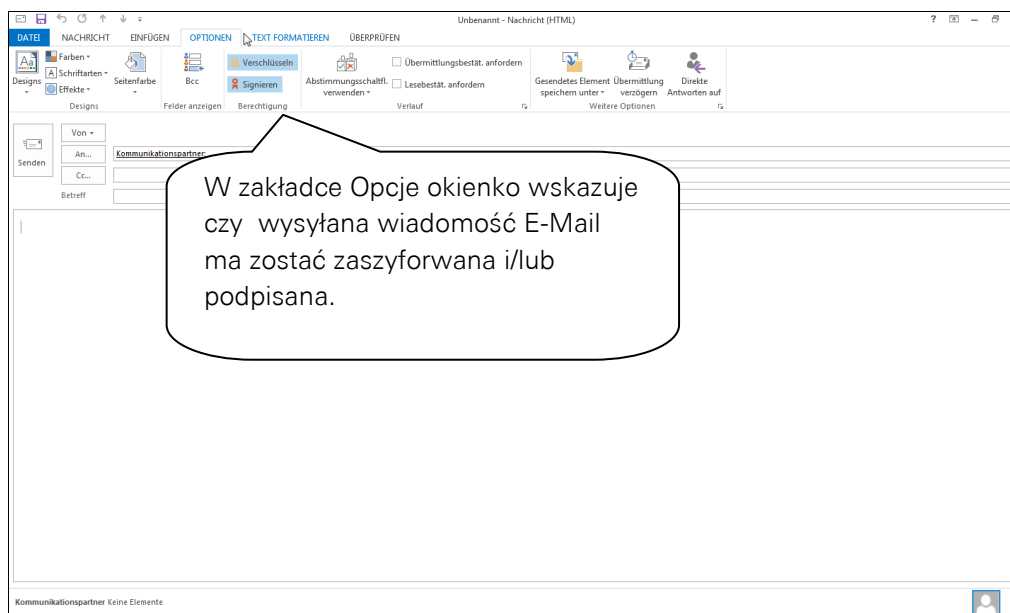 Unbenannt - Nachricht (HTML)
?
DATEI NACHRICHT EINFÜGEN OPTIONEN TEXT FORMATIEREN ÜBERPRÜFEN
Aa
Designs
Farben
A Schriftarten
Effekte
Seitenfarbe
Designs
Bcc
Felder anzeigen
Verschlüsseln
Signieren
Berechtigung
Abstimmungsschaltfl.
verwenden
Übermittlungsbestät. anfordern
Lesebestät. anfordern
Verlauf
Gesendetes Element
speichern unter
Übermittlung
verzögern
Direkte
Antworten auf
Weitere Optionen
Senden
Von
An... Kommunikationspartner;
Cc...
Betreff
W zakładce Opcje okienko wskazuje
czy wysyłana wiadomość E-Mail
ma zostać zaszyforwana i/lub
podpisana.
Kommunikationspartner Keine Elemente